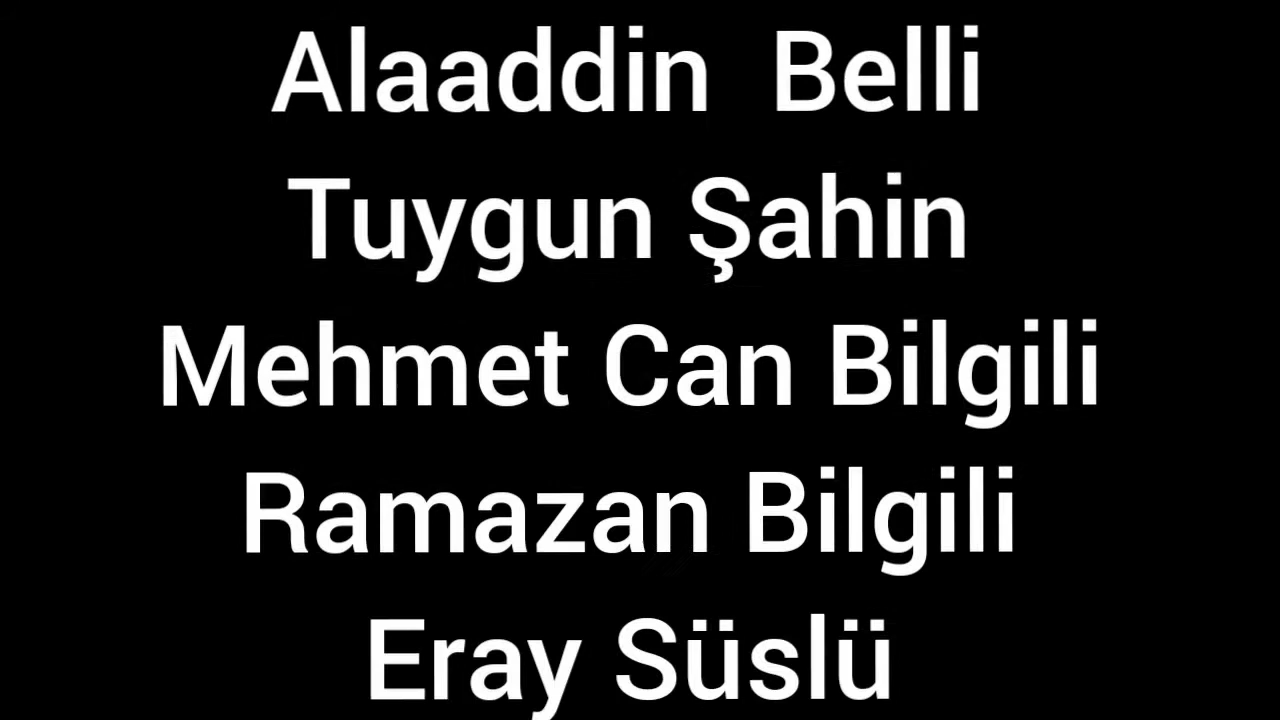 Alaaddin  Belli
Tuygun Şahin
Mehmet Can Bilgili
Ramazan Bilgili
Eray Süslü